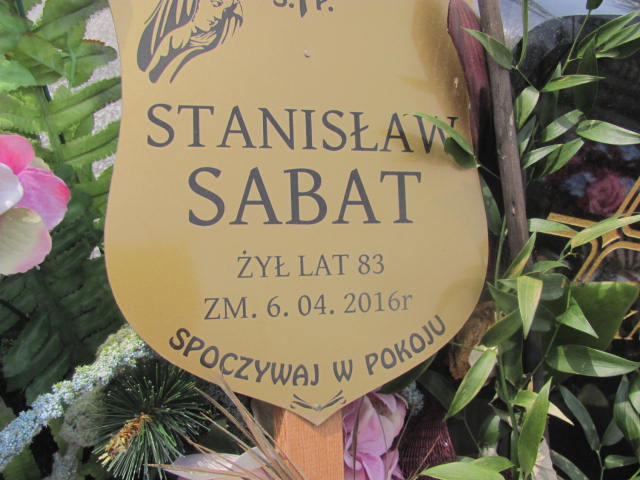 Ś.†P.
STANISŁAW
SABAT
ŻYŁ LAT 83
ZM. 6. 04. 2016r
SPOCZYWAJ W POKOJU